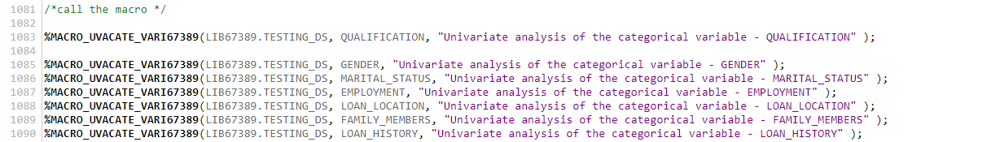 1081 /*call the macro */
1082
1083 %MACRO_UVACATE_VARI67389(LIB67389.TESTING_DS, QUALIFICATION, "Univariate analysis of the categorical variable - QUALIFICATION" );
1084
1085 %MACRO_UVACATE_VARI67389(LIB67389.TESTING_DS, GENDER, "Univariate analysis of the categorical variable - GENDER" );
1086 %MACRO_UVACATE_VARI67389(LIB67389.TESTING_DS, MARITAL_STATUS, "Univariate analysis of the categorical variable - MARITAL_STATUS" );
1087 %MACRO_UVACATE_VARI67389(LIB67389.TESTING_DS, EMPLOYMENT, "Univariate analysis of the categorical variable - EMPLOYMENT" );
1088 %MACRO_UVACATE_VARI67389(LIB67389.TESTING_DS, LOAN_LOCATION, "Univariate analysis of the categorical variable - LOAN_LOCATION" );
1089 %MACRO_UVACATE_VARI67389(LIB67389.TESTING_DS, FAMILY_MEMBERS, "Univariate analysis of the categorical variable - FAMILY_MEMBERS" );
1090 %MACRO_UVACATE_VARI67389(LIB67389.TESTING_DS, LOAN_HISTORY, "Univariate analysis of the categorical variable - LOAN_HISTORY" );